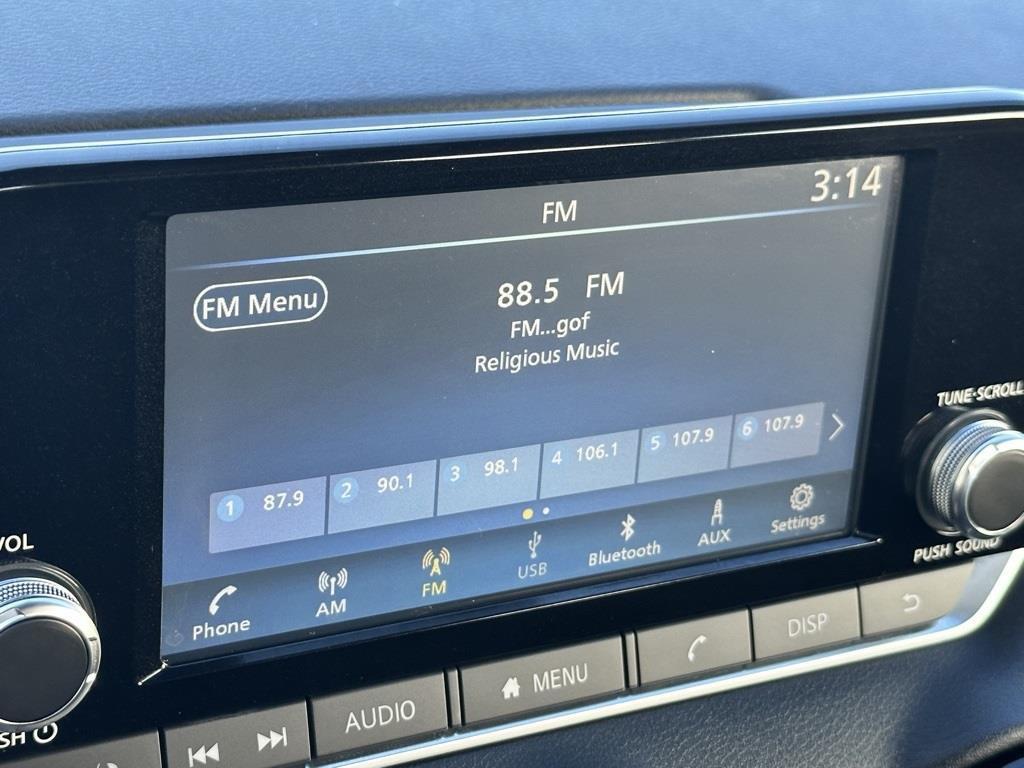 FM
3:14
FM Menu
88.5 FM
FM...gof
Religious Music
1 87.9
2 90.1
3 98.1
4 106.1
5 107.9
6 107.9
Phone
AM
FM
USB
Bluetooth
AUX
Settings
TUNE·SCROLL
PUSH SOUND
VOL
SH
AUDIO
MENU
DISP